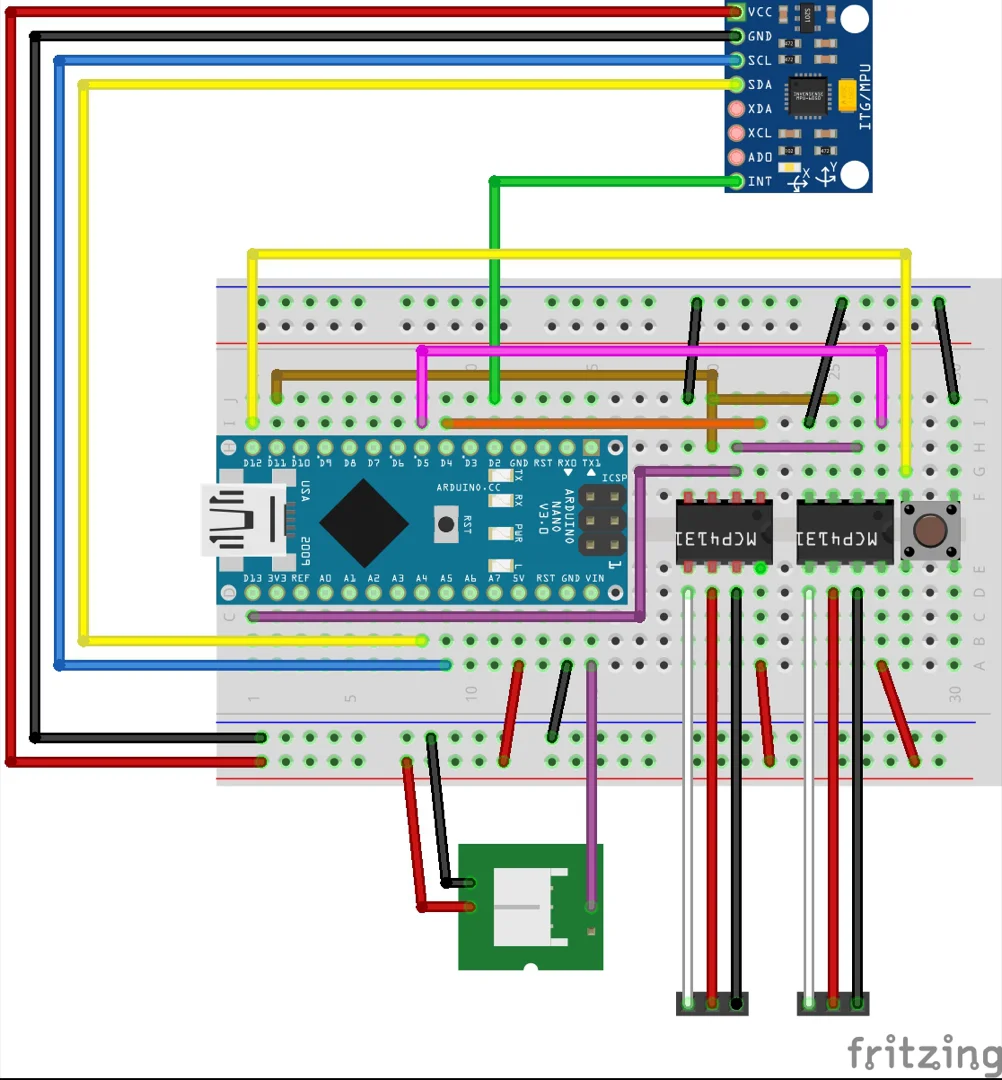 VCC
GND
SCL
SDA
XDA
XCL
ADO
INT
ITG/MPU
X
Y
J
J
I
I
H
H
D12 D11 D10 D9 D8 D7 D6 D5 D4 D3 D2 GND RST RX0 TX1
USA
2009
ARDUINO.CC
RST
TX
RX
PWR
L
ARDUINO
NANO
V3.0
ICSP
1
G
F
MCP4131
MCP4131
E
D13 3V3 REF A0 A1 A2 A3 A4 A5 A6 A7 5V RST GND VIN
D
D
C
C
B
A
1 5 10 30
fritzing